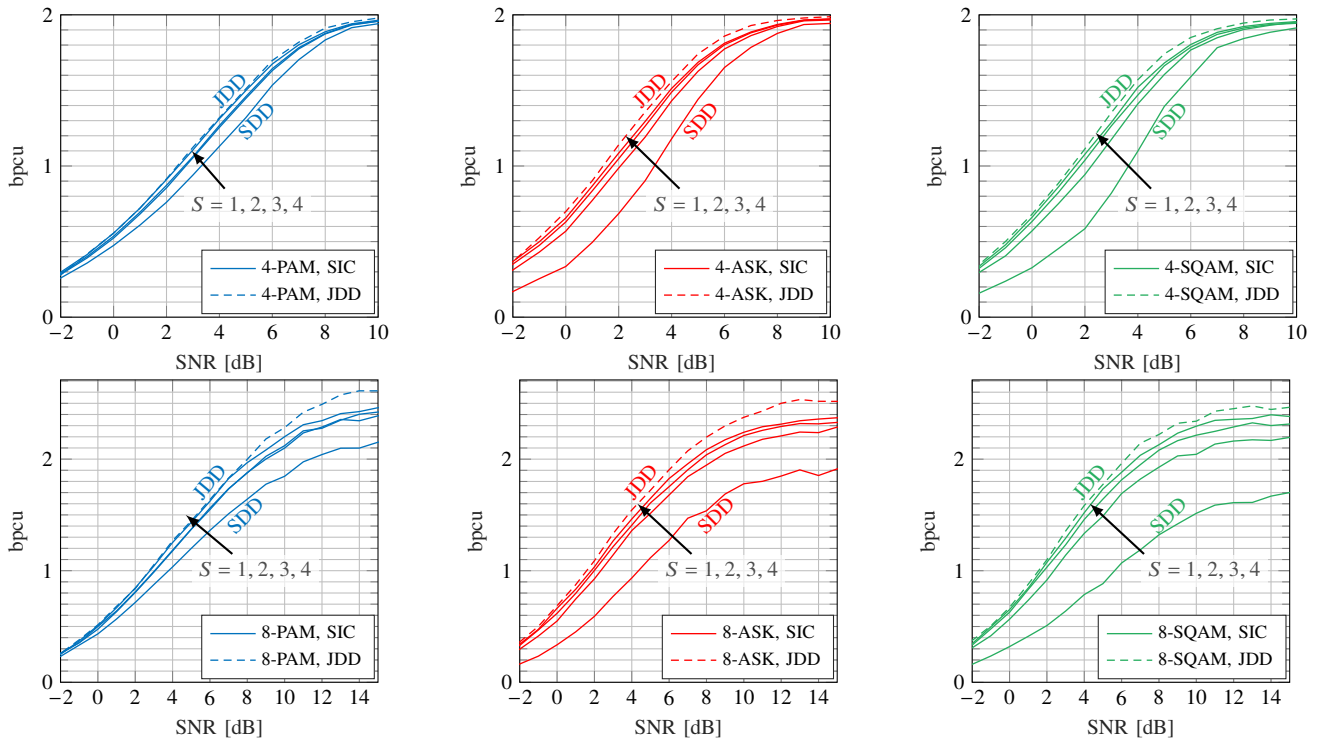 bpcu
2
1
0
JDD
SDD
S = 1, 2, 3, 4
4-PAM, SIC
4-PAM, JDD
−2 0 2 4 6 8 10
SNR [dB]
bpcu
2
1
0
JDD
SDD
S = 1, 2, 3, 4
4-ASK, SIC
4-ASK, JDD
−2 0 2 4 6 8 10
SNR [dB]
bpcu
2
1
0
JDD
SDD
S = 1, 2, 3, 4
4-SQAM, SIC
4-SQAM, JDD
−2 0 2 4 6 8 10
SNR [dB]
bpcu
2
1
0
JDD
SDD
S = 1, 2, 3, 4
8-PAM, SIC
8-PAM, JDD
−2 0 2 4 6 8 10 12 14
SNR [dB]
bpcu
2
1
0
JDD
SDD
S = 1, 2, 3, 4
8-ASK, SIC
8-ASK, JDD
−2 0 2 4 6 8 10 12 14
SNR [dB]
bpcu
2
1
0
JDD
SDD
S = 1, 2, 3, 4
8-SQAM, SIC
8-SQAM, JDD
−2 0 2 4 6 8 10 12 14
SNR [dB]